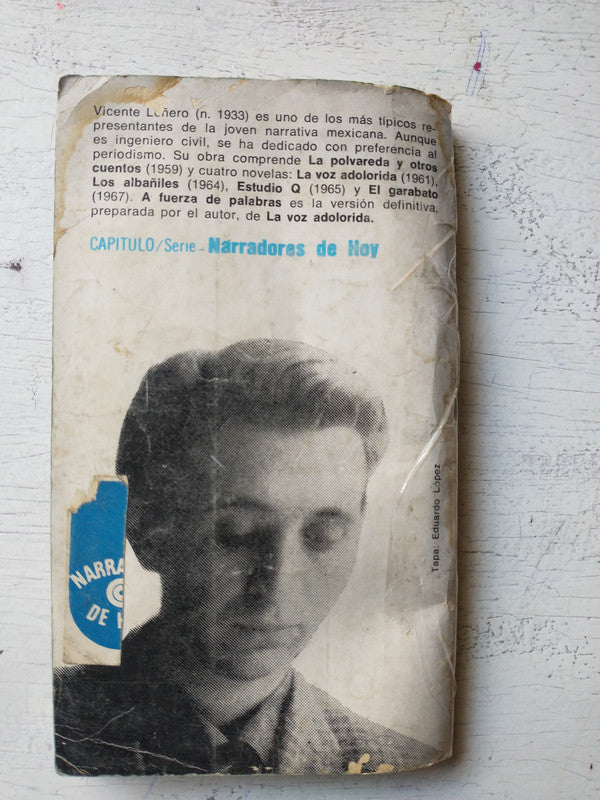 Vicente Leñero (n. 1933) es uno de los más típicos re-
presentantes de la joven narrativa mexicana. Aunque
es ingeniero civil, se ha dedicado con preferencia al
periodismo. Su obra comprende La polvareda y otros
cuentos (1959) y cuatro novelas: La voz adolorida (1961),
Los albañiles (1964), Estudio Q (1965) y El garabato
(1967). A fuerza de palabras es la versión definitiva,
preparada por el autor, de La voz adolorida.
CAPITULO/Serie - Narradores de Hoy
Tapa: Eduardo López
NARRA
DE H